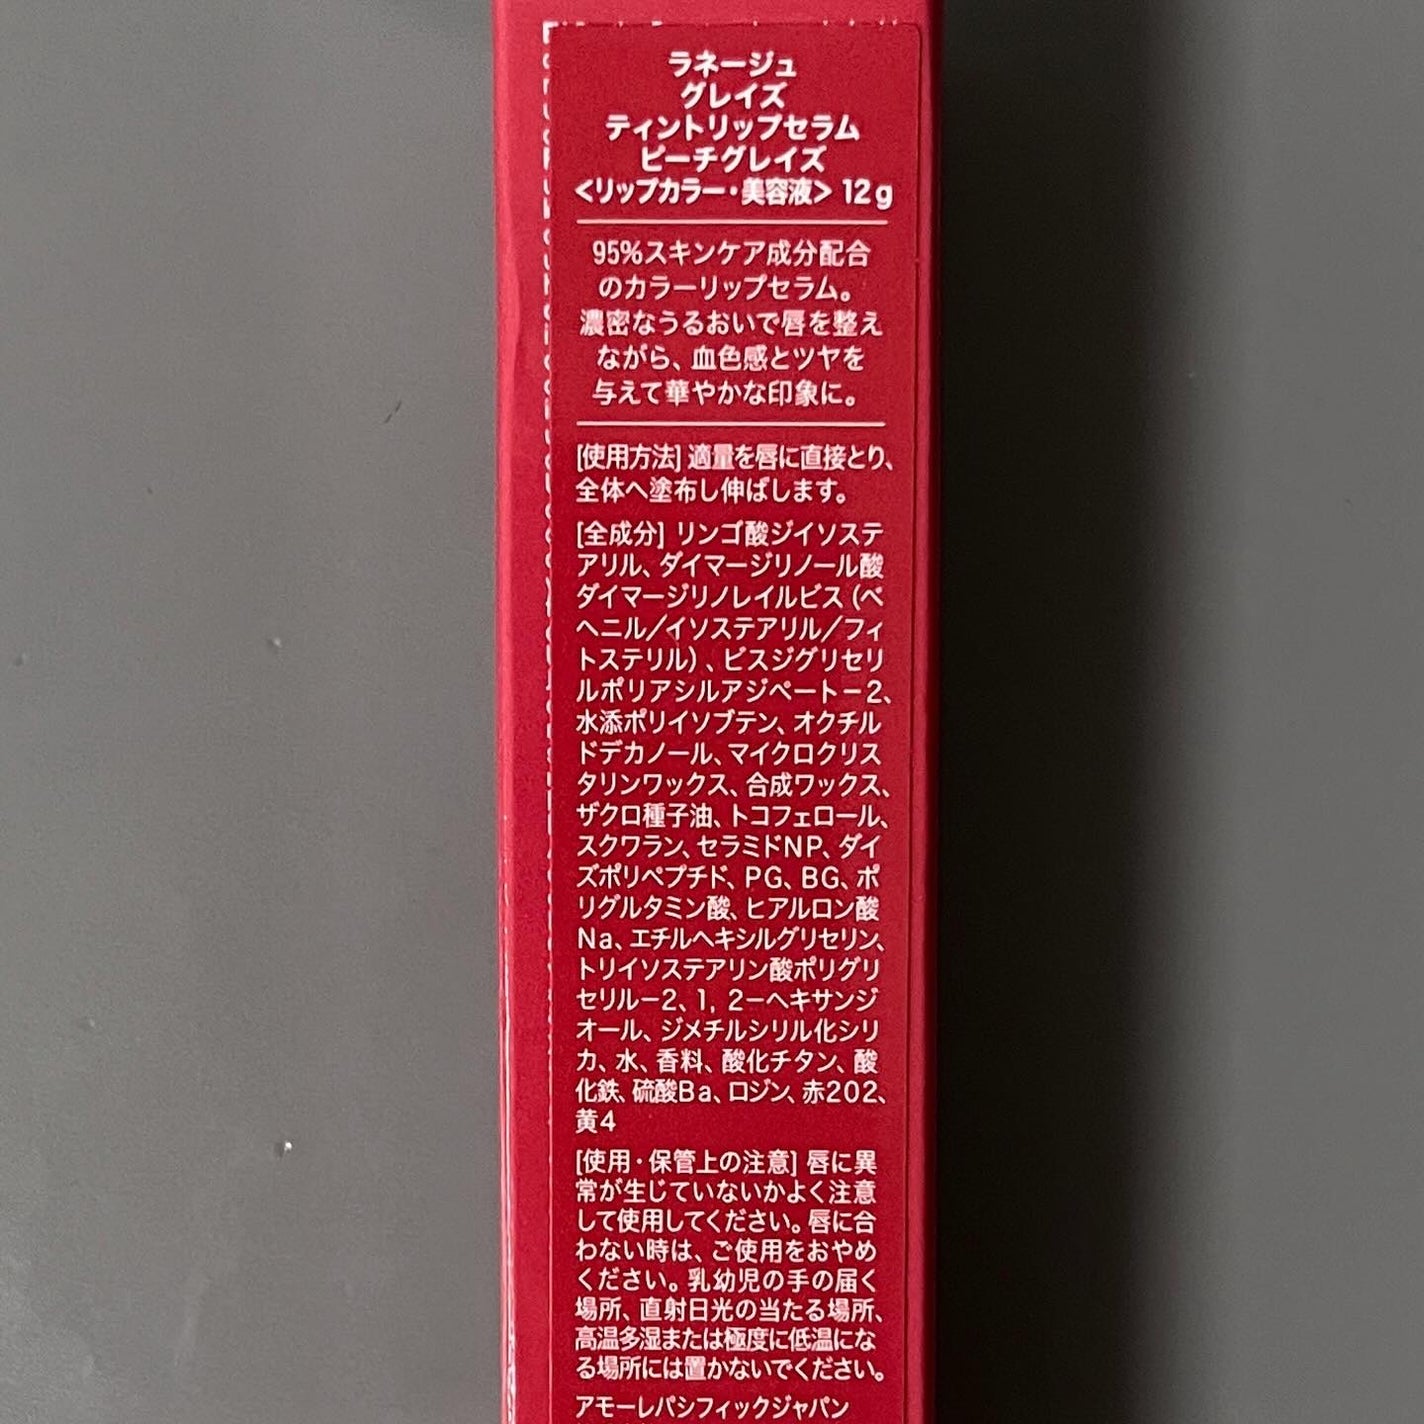 ラネージュ
グレイズ
ティントリップセラム
ピーチグレイズ
<リップカラー・美容液> 12g
95%スキンケア成分配合
のカラーリップセラム。
濃密なうるおいで唇を整え
ながら、血色感とツヤを
与えて華やかな印象に。
[使用方法] 適量を唇に直接とり、
全体へ塗布し伸ばします。
[全成分] リンゴ酸ジイソステ
アリル、ダイマージリノール酸
ダイマージリノレイルビス (ベ
ヘニル/イソステアリル/フィ
トステリル) 、ビスジグリセリ
ルポリアシルアジペート−2、
水添ポリイソブテン、オクチル
ドデカノール、マイクロクリス
タリンワックス、合成ワックス、
ザクロ種子油、トコフェロール、
スクワラン、セラミドNP、ダイ
ズポリペプチド、PG、BG、ポ
リグルタミン酸、ヒアルロン酸
Na、エチルヘキシルグリセリン、
トリイソステアリン酸ポリグリ
セリル−2、1, 2−ヘキサンジ
オール、ジメチルシリル化シリ
カ、水、香料、酸化チタン、酸
化鉄、硫酸Ba、ロジン、赤202、
黄4
[使用・保管上の注意] 唇に異
常が生じていないかよく注意
して使用してください。唇に合
わない時は、ご使用をおやめ
ください。乳幼児の手の届く
場所、直射日光の当たる場所、
高温多湿または極度に低温にな
る場所には置かないでください。
アモーレパシフィックジャパン